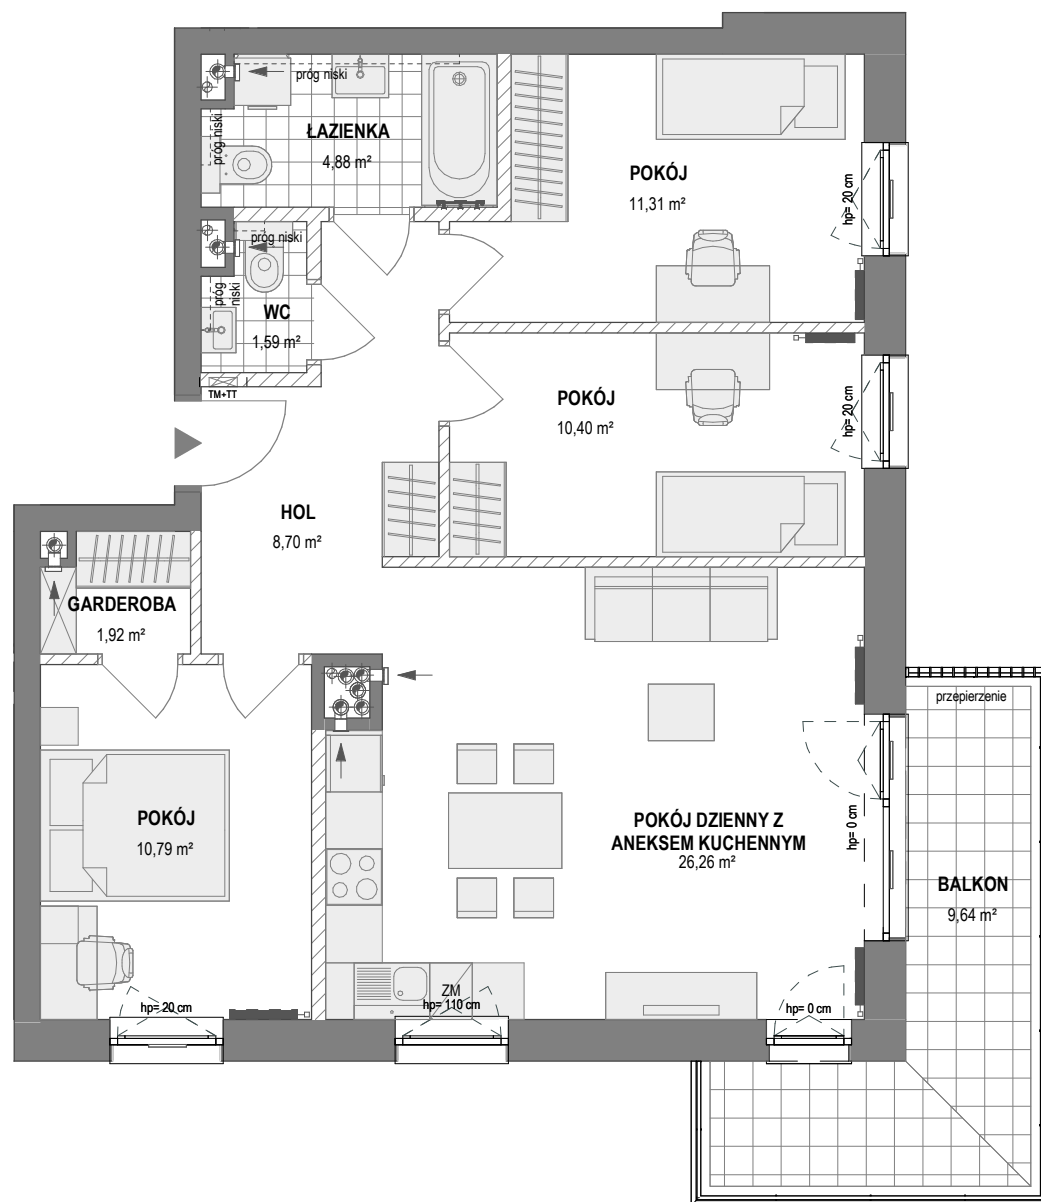 próg niski
próg niski
ŁAZIENKA
4,88 m²
POKÓJ
11,31 m²
hp= 20 cm
próg niski
próg
niski
WC
1,59 m²
TM+TT
POKÓJ
10,40 m²
hp= 20 cm
HOL
8,70 m²
GARDEROBA
1,92 m²
przepierzenie
POKÓJ
10,79 m²
POKÓJ DZIENNY Z
ANEKSEM KUCHENNYM
26,26 m²
hp= 0 cm
BALKON
9,64 m²
ZM
hp= 20 cm
hp= 110 cm
hp= 0 cm